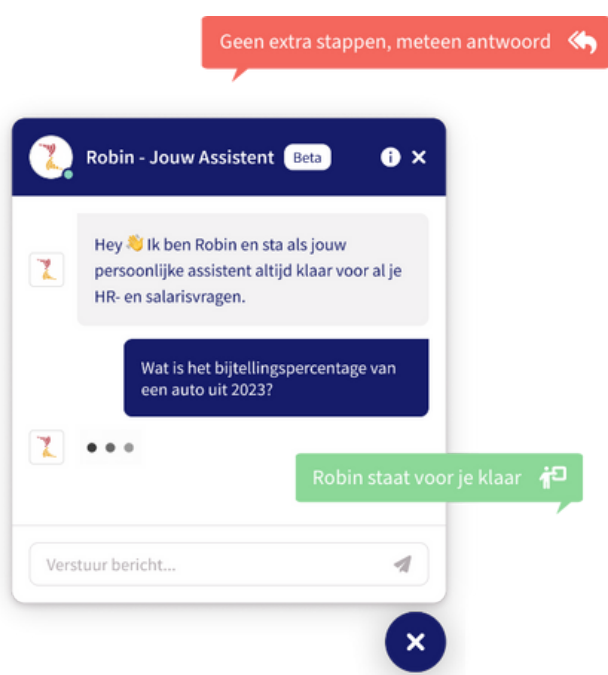 Geen extra stappen, meteen antwoord
Robin - Jouw Assistent Beta
Hey 👋 Ik ben Robin en sta als jouw
persoonlijke assistent altijd klaar voor al je
HR- en salarisvragen.
Wat is het bijtellingspercentage van
een auto uit 2023?
Robin staat voor je klaar
Verstuur bericht...